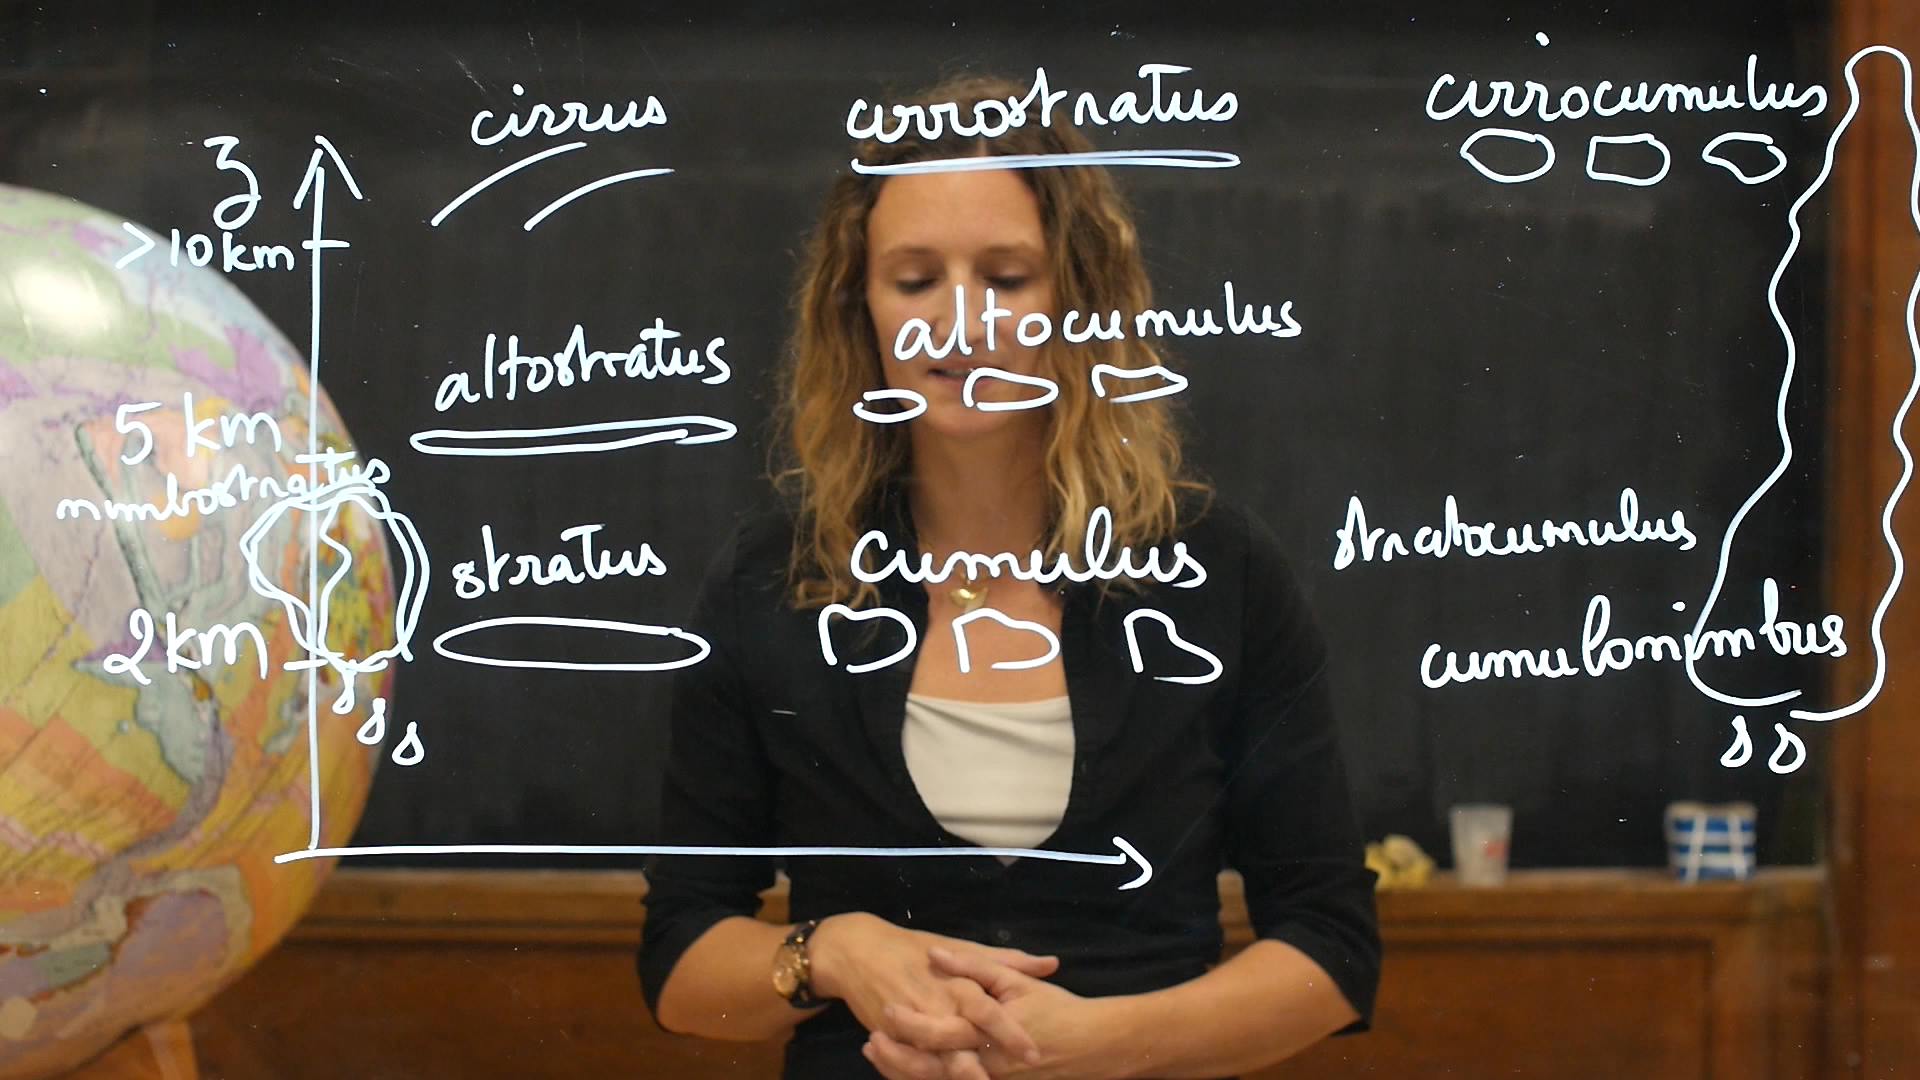 cirrus
cirrostratus
cirrocumulus
z
>10km
altostratus
altocumulus
5 km
nimbostratus
stratus
cumulus
stratocumulus
2km
cumulonimbus